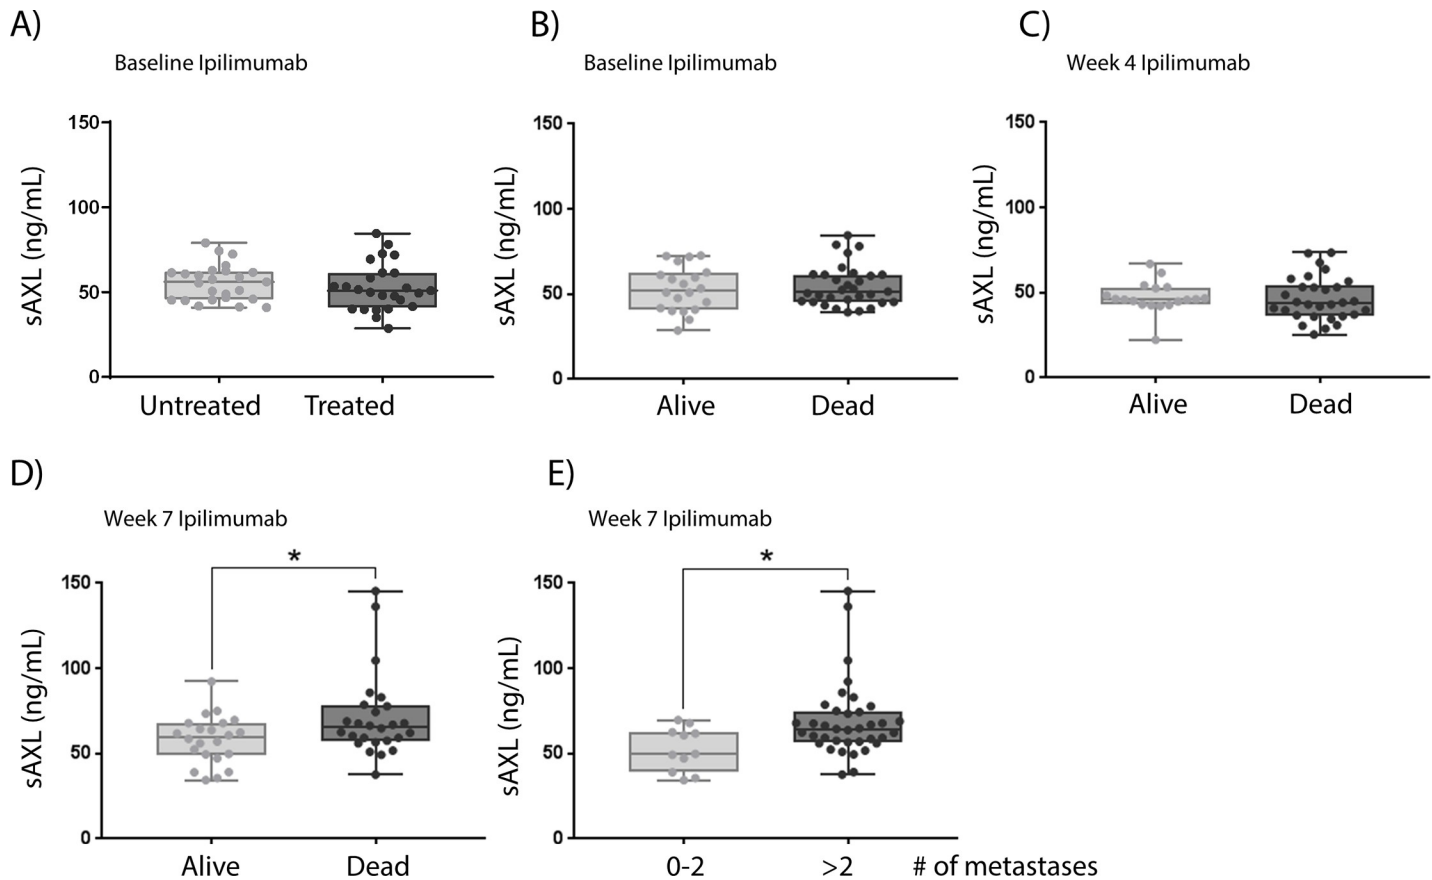 A)
Baseline Ipilimumab
sAXL (ng/mL)
150
100
50
0
Untreated Treated
B)
Baseline Ipilimumab
sAXL (ng/mL)
150
100
50
0
Alive Dead
C)
Week 4 Ipilimumab
sAXL (ng/mL)
150
100
50
0
Alive Dead
D)
Week 7 Ipilimumab
*
sAXL (ng/mL)
150
100
50
0
Alive Dead
E)
Week 7 Ipilimumab
*
sAXL (ng/mL)
150
100
50
0
0-2 >2 # of metastases